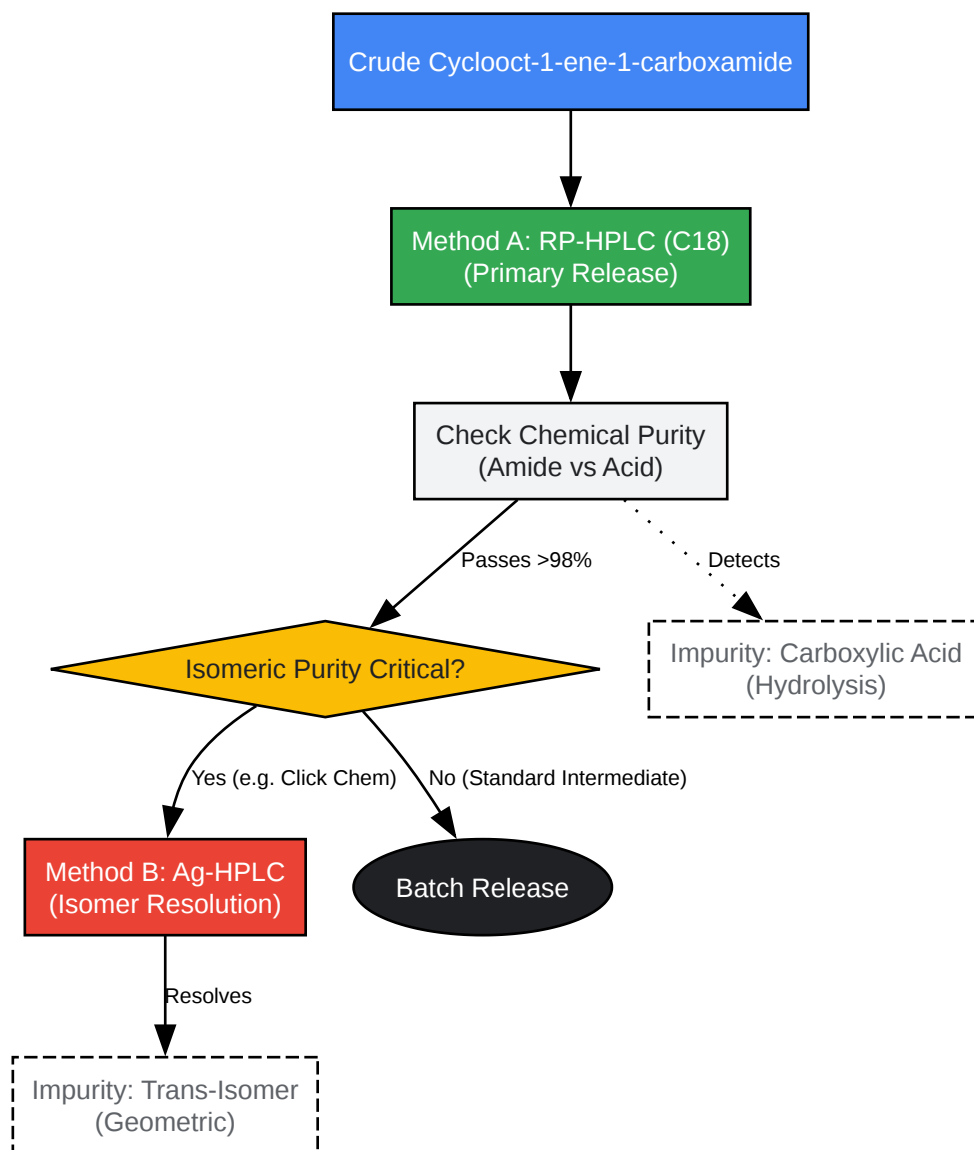 Crude Cyclooct-1-ene-1-carboxamide
Method A: RP-HPLC (C18)
(Primary Release)
Check Chemical Purity
(Amide vs Acid)
Passes >98%
Detects
Isomeric Purity Critical?
Impurity: Carboxylic Acid
(Hydrolysis)
Yes (e.g. Click Chem)
No (Standard Intermediate)
Method B: Ag-HPLC
(Isomer Resolution)
Batch Release
Resolves
Impurity: Trans-Isomer
(Geometric)